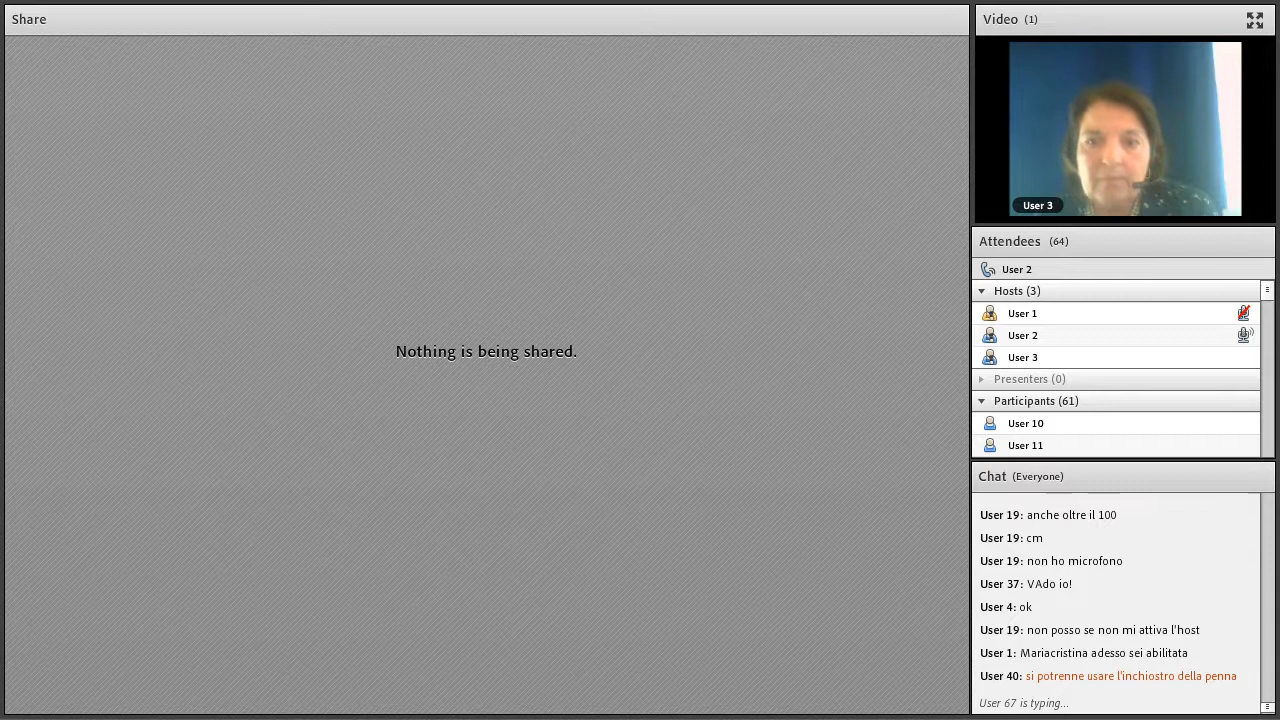 Share
Nothing is being shared.
Video (1)
User 3
Attendees (64)
User 2
Hosts (3)
User 1
User 2
User 3
Presenters (0)
Participants (61)
User 10
User 11
Chat (Everyone)
User 19: anche oltre il 100
User 19: cm
User 19: non ho microfono
User 37: VAdo io!
User 4: ok
User 19: non posso se non mi attiva l'host
User 1: Mariacristina adesso sei abilitata
User 40: si potrenne usare l'inchiostro della penna
User 67 is typing...